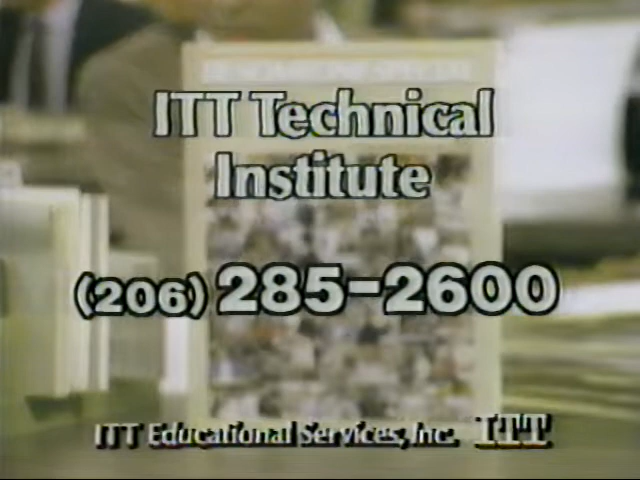 ITT Technical
Institute
(206) 285-2600
ITT Educational Services, Inc. ITT